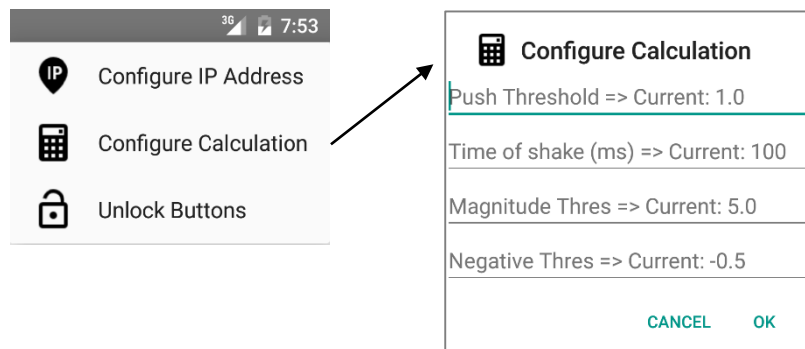 3G 7:53
IP Configure IP Address
Configure Calculation
Unlock Buttons
Configure Calculation
Push Threshold => Current: 1.0
Time of shake (ms) => Current: 100
Magnitude Thres => Current: 5.0
Negative Thres => Current: -0.5
CANCEL OK